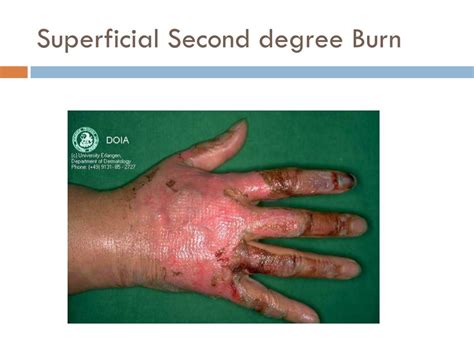 Superficial Second degree Burn
DOIA
(c) University Erlangen,
Department of Dermatology
Phone: (+49) 9131- 85 - 2727